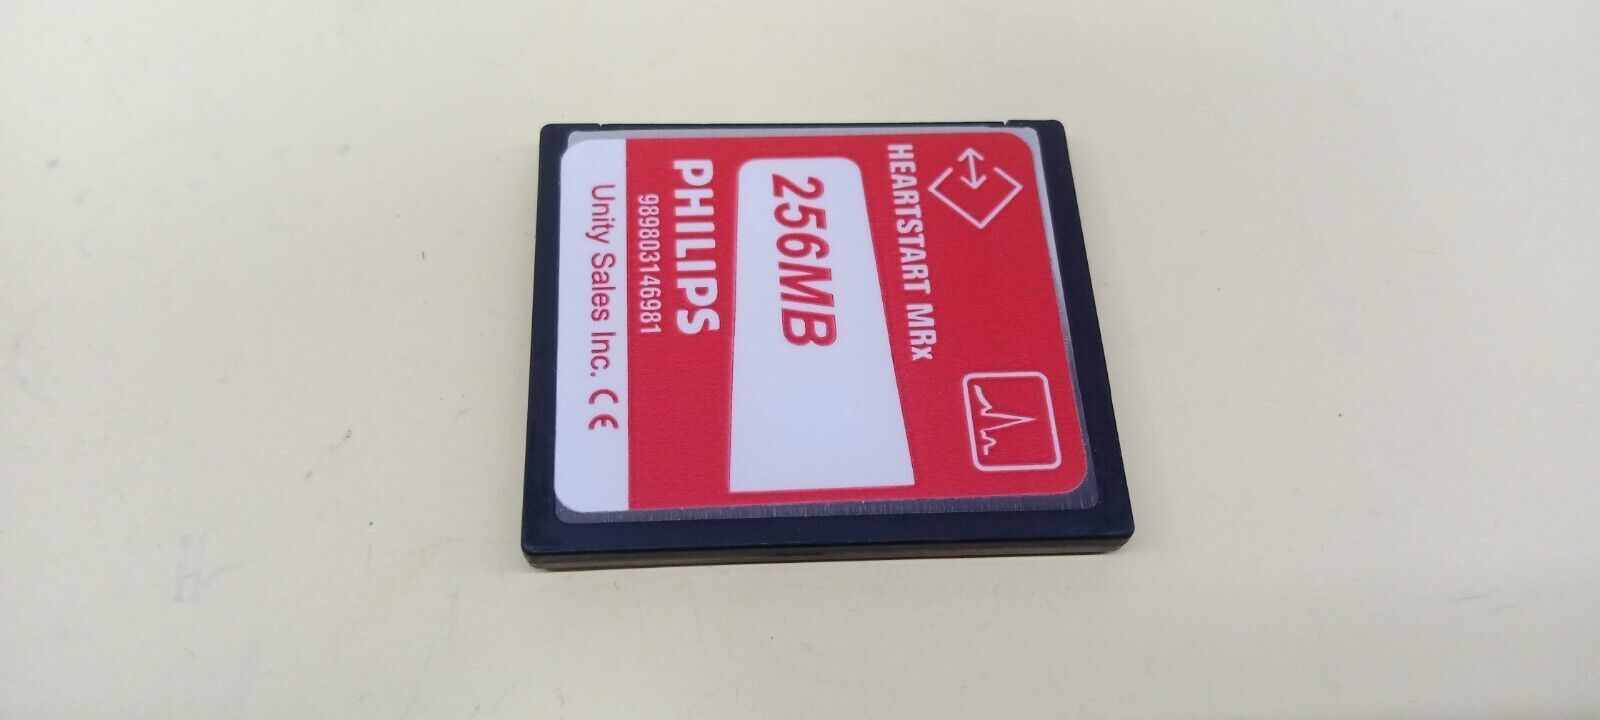 HEARTSTART MRx
256MB
PHILIPS
989803146981
Unity Sales Inc. CE